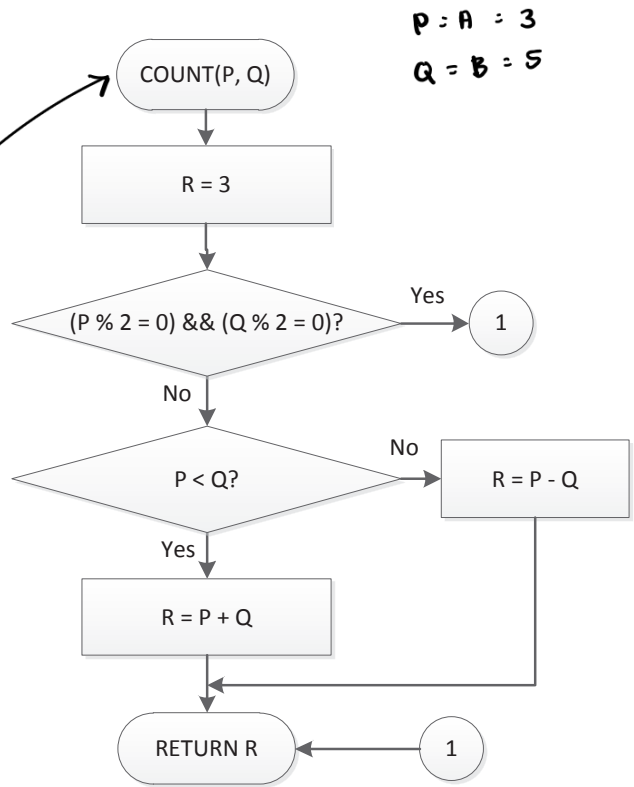 P = A = 3
Q = B = 5
COUNT(P, Q)
R = 3
(P % 2 = 0) && (Q % 2 = 0)?
Yes
1
No
P < Q?
No
R = P - Q
Yes
R = P + Q
RETURN R
1